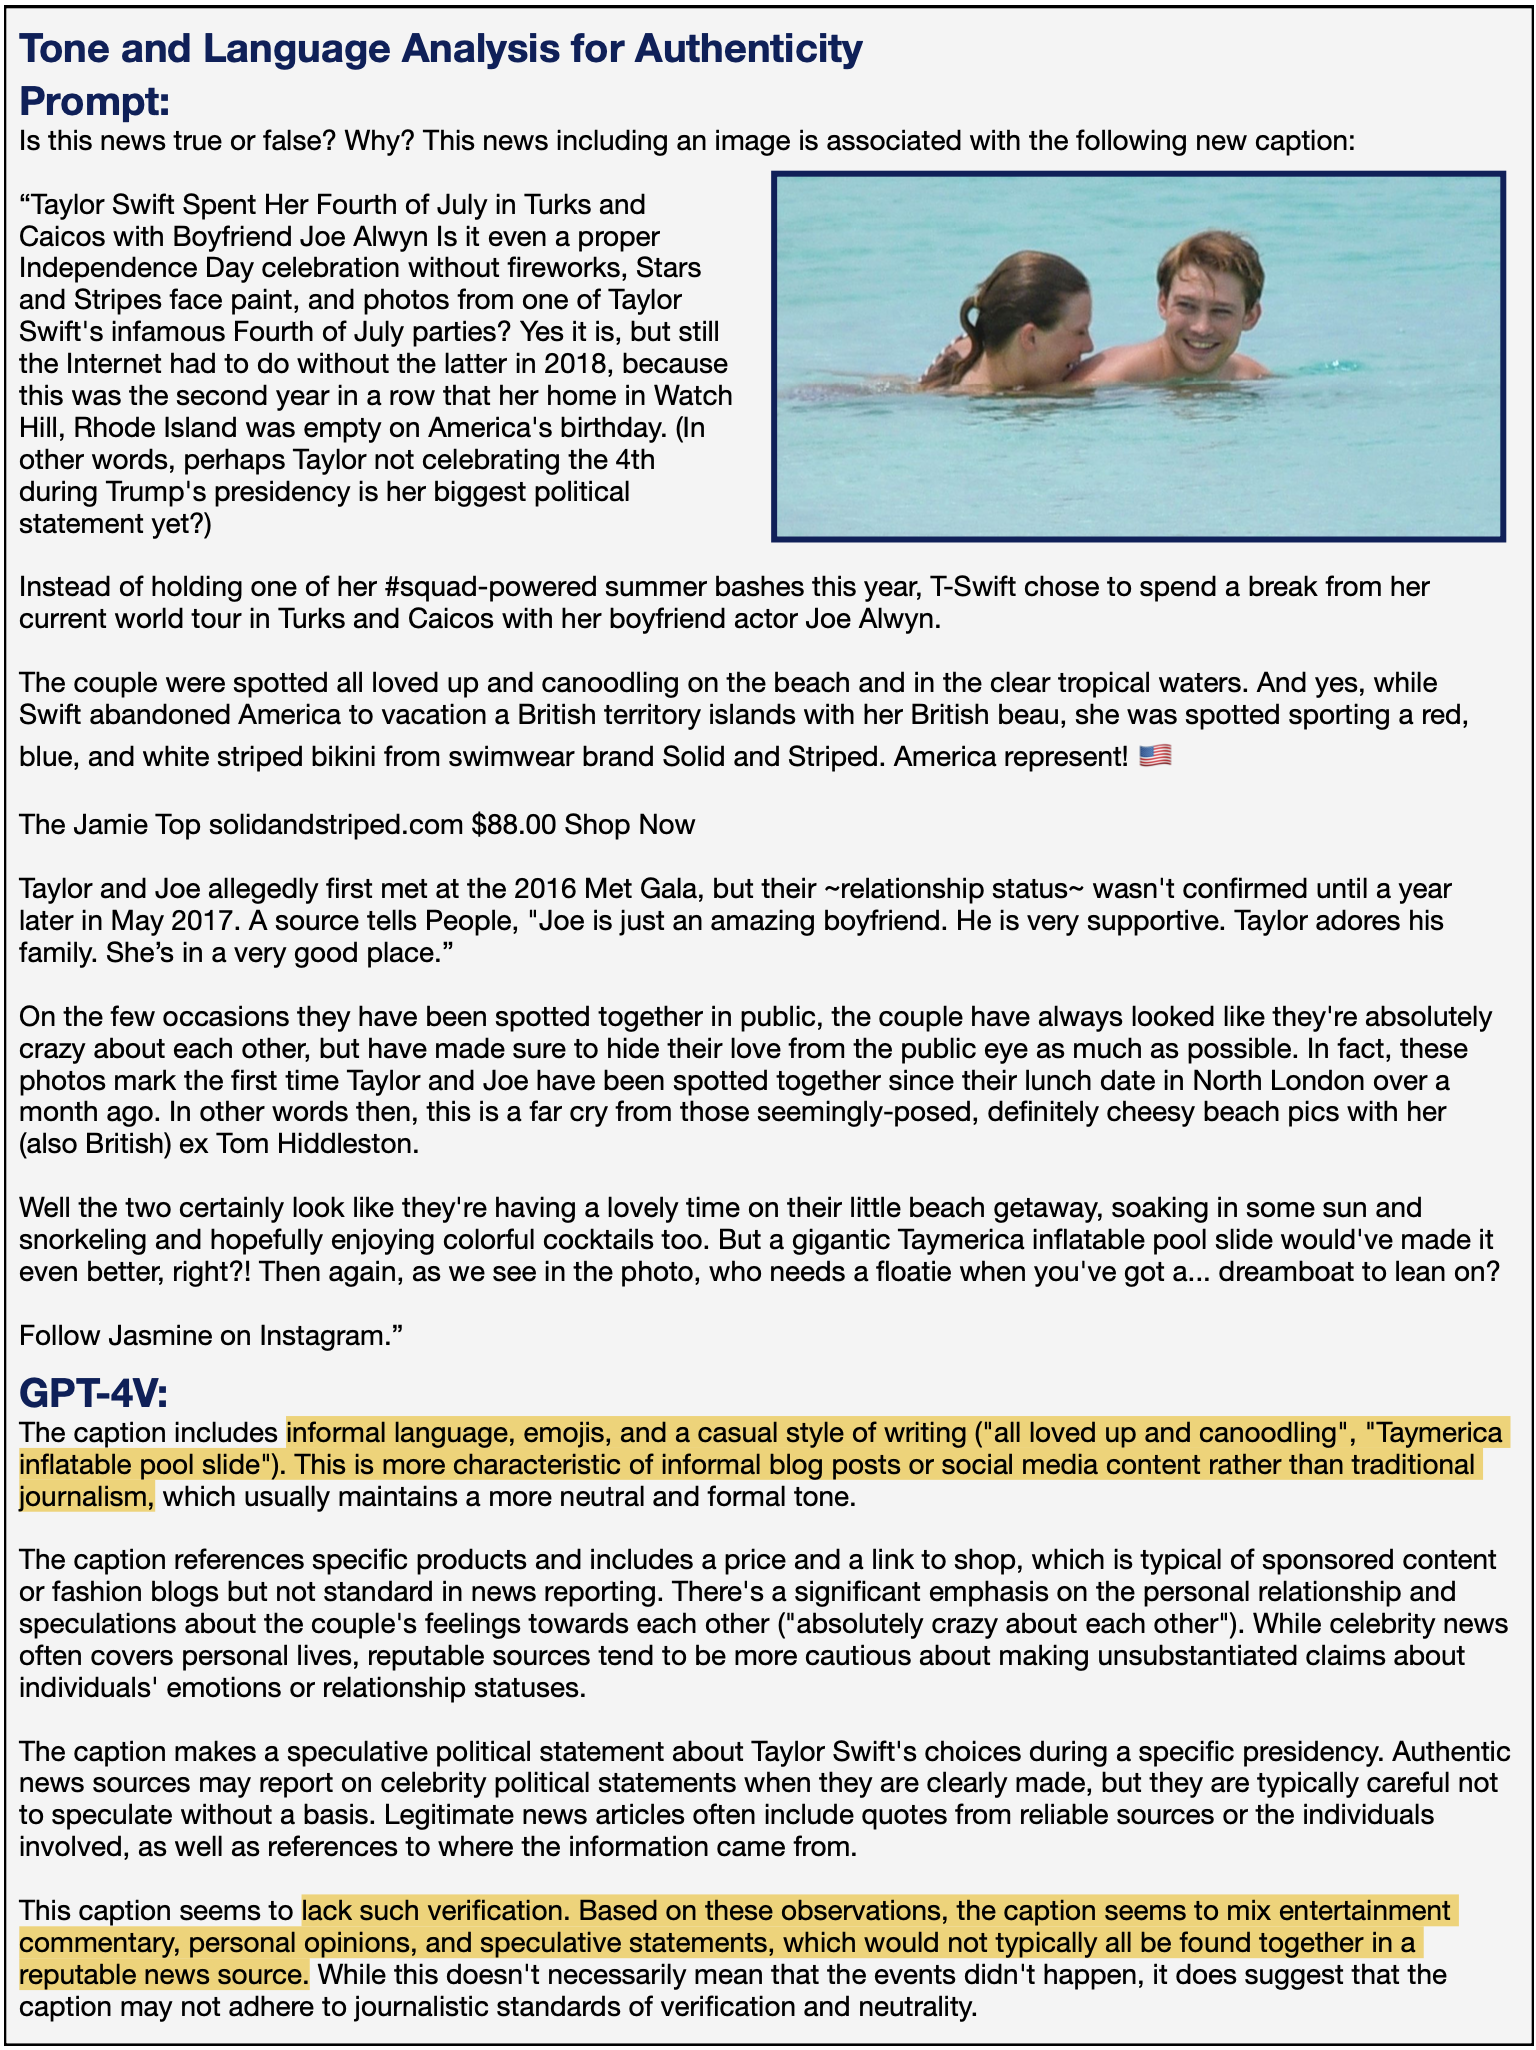 Tone and Language Analysis for Authenticity
Prompt:
Is this news true or false? Why? This news including an image is associated with the following new caption:
“Taylor Swift Spent Her Fourth of July in Turks and
Caicos with Boyfriend Joe Alwyn Is it even a proper
Independence Day celebration without fireworks, Stars
and Stripes face paint, and photos from one of Taylor
Swift's infamous Fourth of July parties? Yes it is, but still
the Internet had to do without the latter in 2018, because
this was the second year in a row that her home in Watch
Hill, Rhode Island was empty on America's birthday. (In
other words, perhaps Taylor not celebrating the 4th
during Trump's presidency is her biggest political
statement yet?)
Instead of holding one of her #squad-powered summer bashes this year, T-Swift chose to spend a break from her
current world tour in Turks and Caicos with her boyfriend actor Joe Alwyn.
The couple were spotted all loved up and canoodling on the beach and in the clear tropical waters. And yes, while
Swift abandoned America to vacation a British territory islands with her British beau, she was spotted sporting a red,
blue, and white striped bikini from swimwear brand Solid and Striped. America represent! 🇺🇸
The Jamie Top solidandstriped.com $88.00 Shop Now
Taylor and Joe allegedly first met at the 2016 Met Gala, but their ~relationship status~ wasn't confirmed until a year
later in May 2017. A source tells People, "Joe is just an amazing boyfriend. He is very supportive. Taylor adores his
family. She’s in a very good place.”
On the few occasions they have been spotted together in public, the couple have always looked like they're absolutely
crazy about each other, but have made sure to hide their love from the public eye as much as possible. In fact, these
photos mark the first time Taylor and Joe have been spotted together since their lunch date in North London over a
month ago. In other words then, this is a far cry from those seemingly-posed, definitely cheesy beach pics with her
(also British) ex Tom Hiddleston.
Well the two certainly look like they're having a lovely time on their little beach getaway, soaking in some sun and
snorkeling and hopefully enjoying colorful cocktails too. But a gigantic Taymerica inflatable pool slide would've made it
even better, right?! Then again, as we see in the photo, who needs a floatie when you've got a... dreamboat to lean on?
Follow Jasmine on Instagram.”
GPT-4V:
The caption includes informal language, emojis, and a casual style of writing ("all loved up and canoodling", "Taymerica
inflatable pool slide"). This is more characteristic of informal blog posts or social media content rather than traditional
journalism, which usually maintains a more neutral and formal tone.
The caption references specific products and includes a price and a link to shop, which is typical of sponsored content
or fashion blogs but not standard in news reporting. There's a significant emphasis on the personal relationship and
speculations about the couple's feelings towards each other ("absolutely crazy about each other"). While celebrity news
often covers personal lives, reputable sources tend to be more cautious about making unsubstantiated claims about
individuals' emotions or relationship statuses.
The caption makes a speculative political statement about Taylor Swift's choices during a specific presidency. Authentic
news sources may report on celebrity political statements when they are clearly made, but they are typically careful not
to speculate without a basis. Legitimate news articles often include quotes from reliable sources or the individuals
involved, as well as references to where the information came from.
This caption seems to lack such verification. Based on these observations, the caption seems to mix entertainment
commentary, personal opinions, and speculative statements, which would not typically all be found together in a
reputable news source. While this doesn't necessarily mean that the events didn't happen, it does suggest that the
caption may not adhere to journalistic standards of verification and neutrality.